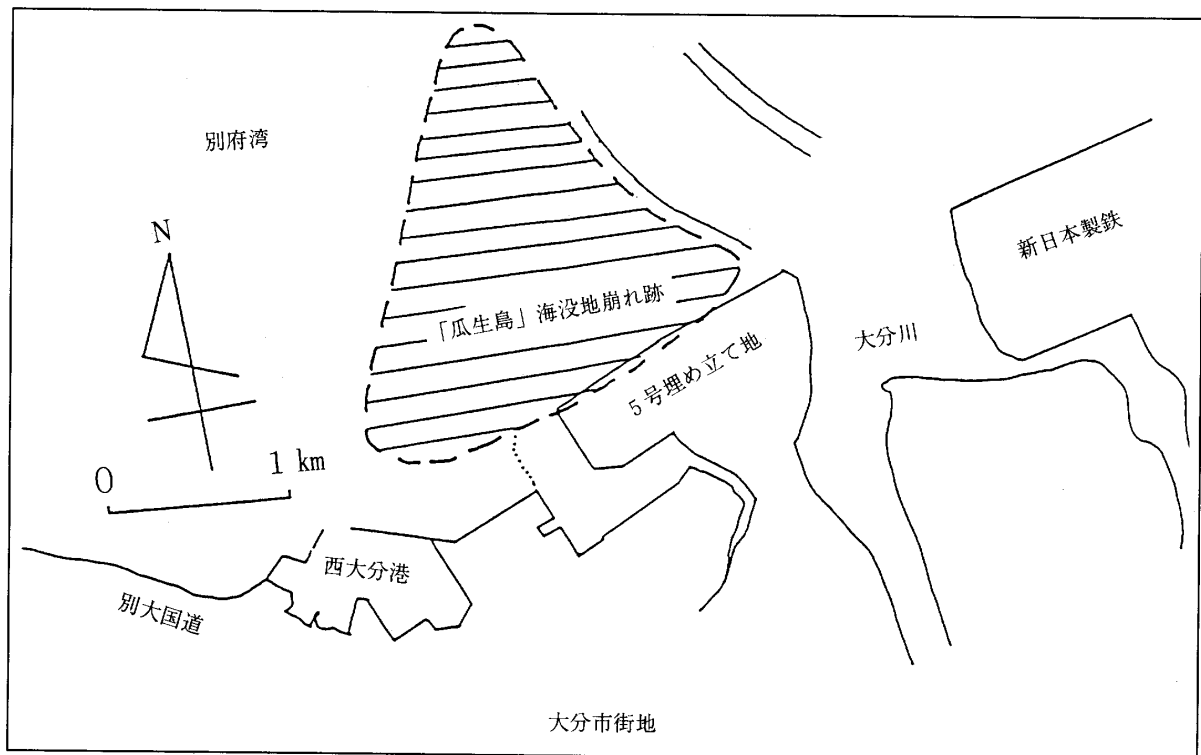 別府湾
N
新日本製鉄
「瓜生島」海没地崩れ跡
大分川
5号埋め立て地
0 1 km
西大分港
別大国道
大分市街地